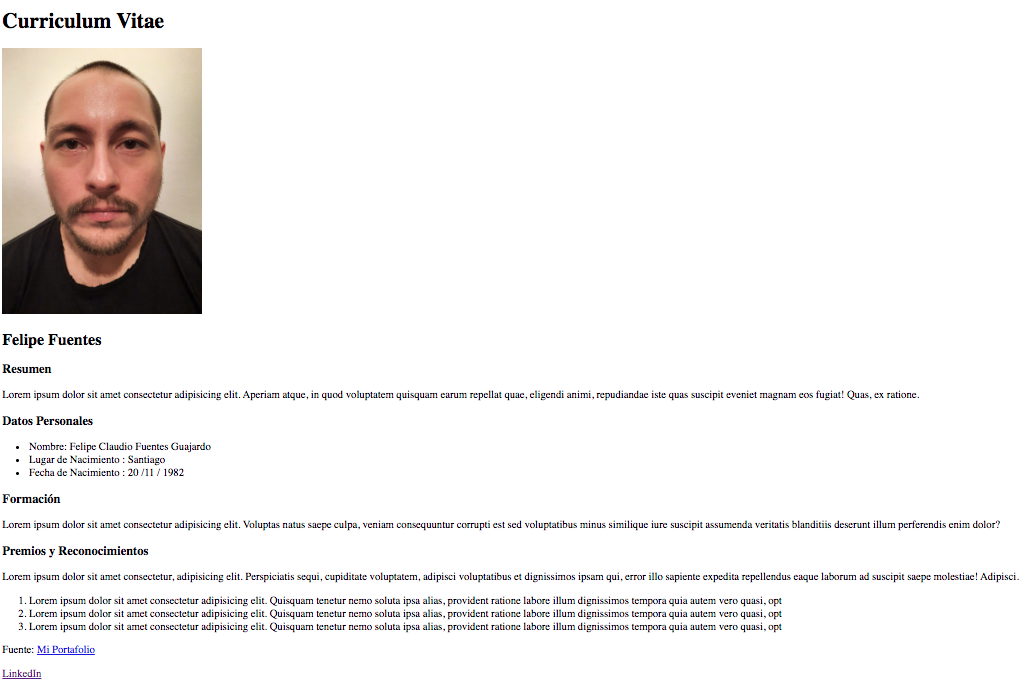 Curriculum Vitae
Felipe Fuentes
Resumen
Lorem ipsum dolor sit amet consectetur adipisicing elit. Aperiam atque, in quod voluptatem quisquam earum repellat quae, eligendi animi, repudiandae iste quas suscipit eveniet magnam eos fugiat! Quas, ex ratione.
Datos Personales
• Nombre: Felipe Claudio Fuentes Guajardo
• Lugar de Nacimiento : Santiago
• Fecha de Nacimiento : 20 /11 / 1982
Formación
Lorem ipsum dolor sit amet consectetur adipisicing elit. Voluptas natus saepe culpa, veniam consequuntur corrupti est sed voluptatibus minus similique iure suscipit assumenda veritatis blanditiis deserunt illum perferendis enim dolor?
Premios y Reconocimientos
Lorem ipsum dolor sit amet consectetur, adipisicing elit. Perspiciatis sequi, cupiditate voluptatem, adipisci voluptatibus et dignissimos ipsam qui, error illo sapiente expedita repellendus eaque laborum ad suscipit saepe molestiae! Adipisci.
1. Lorem ipsum dolor sit amet consectetur adipisicing elit. Quisquam tenetur nemo soluta ipsa alias, provident ratione labore illum dignissimos tempora quia autem vero quasi, opt
2. Lorem ipsum dolor sit amet consectetur adipisicing elit. Quisquam tenetur nemo soluta ipsa alias, provident ratione labore illum dignissimos tempora quia autem vero quasi, opt
3. Lorem ipsum dolor sit amet consectetur adipisicing elit. Quisquam tenetur nemo soluta ipsa alias, provident ratione labore illum dignissimos tempora quia autem vero quasi, opt
Fuente: Mi Portafolio
LinkedIn